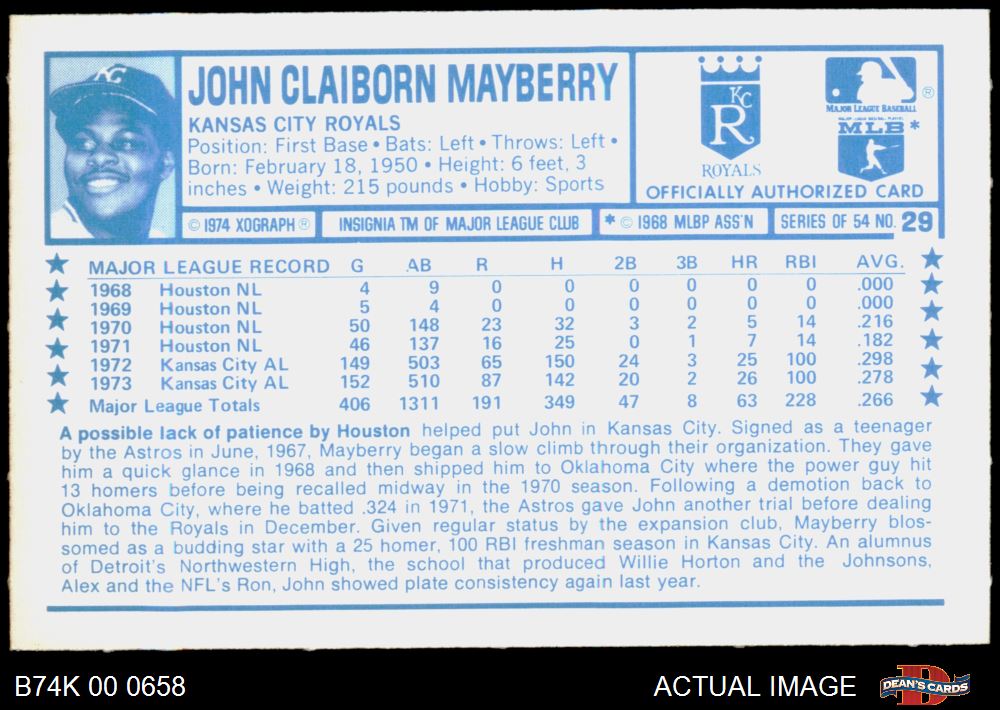 KC
JOHN CLAIBORN MAYBERRY
KANSAS CITY ROYALS
Position: First Base • Bats: Left • Throws: Left •
Born: February 18, 1950 • Height: 6 feet, 3
inches • Weight: 215 pounds • Hobby: Sports
KC
R
ROYALS
®
MAJOR LEAGUE BASEBALL
MLB *
OFFICIALLY AUTHORIZED CARD
© 1974 XOGRAPH ® INSIGNIA TM OF MAJOR LEAGUE CLUB * © 1968 MLBP ASS'N SERIES OF 54 NO. 29
MAJOR LEAGUE RECORD G AB R H 2B 3B HR RBI AVG.
1968 Houston NL 4 9 0 0 0 0 0 0 .000
1969 Houston NL 5 4 0 0 0 0 0 0 .000
1970 Houston NL 50 148 23 32 3 2 5 14 .216
1971 Houston NL 46 137 16 25 0 1 7 14 .182
1972 Kansas City AL 149 503 65 150 24 3 25 100 .298
1973 Kansas City AL 152 510 87 142 20 2 26 100 .278
Major League Totals 406 1311 191 349 47 8 63 228 .266
A possible lack of patience by Houston helped put John in Kansas City. Signed as a teenager
by the Astros in June, 1967, Mayberry began a slow climb through their organization. They gave
him a quick glance in 1968 and then shipped him to Oklahoma City where the power guy hit
13 homers before being recalled midway in the 1970 season. Following a demotion back to
Oklahoma City, where he batted .324 in 1971, the Astros gave John another trial before dealing
him to the Royals in December. Given regular status by the expansion club, Mayberry blos-
somed as a budding star with a 25 homer, 100 RBI freshman season in Kansas City. An alumnus
of Detroit's Northwestern High, the school that produced Willie Horton and the Johnsons,
Alex and the NFL's Ron, John showed plate consistency again last year.
B74K 00 0658
ACTUAL IMAGE
D
DEAN'S CARDS